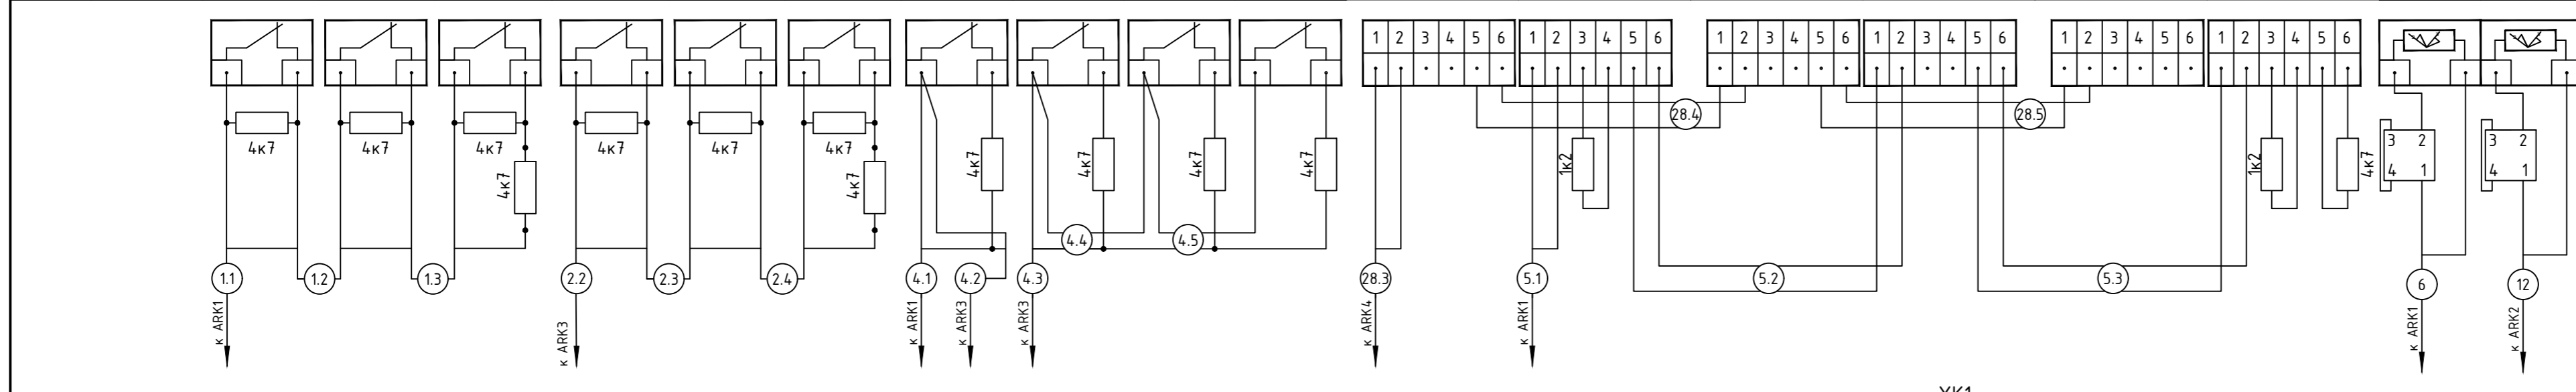 1 2 3 4 5 6 1 2 3 4 5 6 1 2 3 4 5 6 1 2 3 4 5 6 1 2 3 4 5 6 1 2 3 4 5 6
28.4 28.5
4к7 4к7 4к7 4к7 4к7 4к7
3 2 3 2
4к7 4к7 4к7 4к7 4к7 4к7 1к2 1к2 4к7
4 1 4 1
4.4 4.5
1.1 1.2 1.3 2.2 2.3 2.4 4.1 4.2 4.3 28.3 5.1 5.2 5.3 6 12
к ARK1 к ARK3 к ARK1 к ARK3 к ARK3 к ARK4 к ARK1 к ARK1 к ARK2